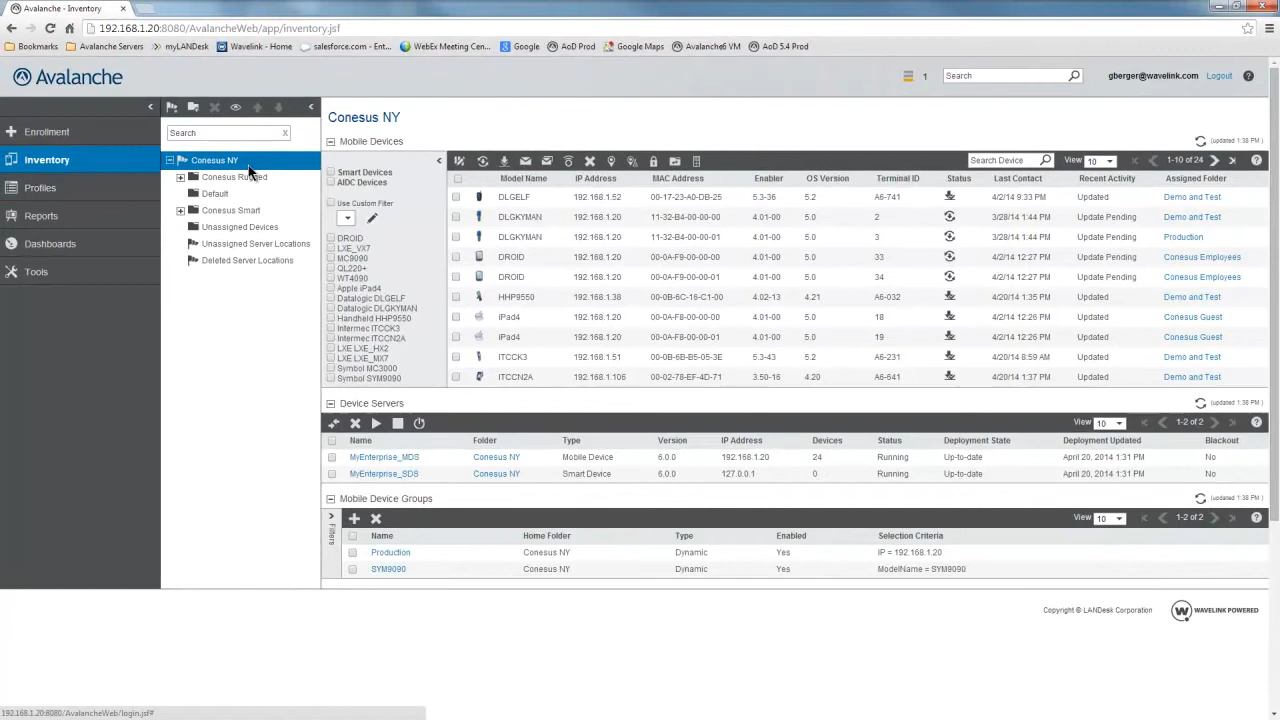 Avalanche - Inventory
192.168.1.20:8080/AvalancheWeb/app/inventory.jsf
Bookmarks Avalanche Servers myLANDesk Wavelink - Home salesforce.com - Ent... WebEx Meeting Cen... Google AoD Prod Google Maps Avalanche6 VM AoD 5.4 Prod
Avalanche 1 Search gberger@wavelink.com Logout ?
Enrollment
Inventory
Profiles
Reports
Dashboards
Tools
Search X
Conesus NY
Conesus Rugged
Default
Conesus Smart
Unassigned Devices
Unassigned Server Locations
Deleted Server Locations
Conesus NY
Mobile Devices (updated 1:38 PM )
Smart Devices
AIDC Devices
Use Custom Filter
DROID
LXE_VX7
MC9090
QL220+
WT4090
Apple iPad4
Datalogic DLGELF
Datalogic DLGKYMAN
Handheld HHP9550
Intermec ITCCK3
Intermec ITCCN2A
LXE LXE_HX2
LXE LXE_MX7
Symbol MC3000
Symbol SYM9090
Search Device View 10 1-10 of 24 ?
Model Name IP Address MAC Address Enabler OS Version Terminal ID Status Last Contact Recent Activity Assigned Folder
DLGELF 192.168.1.52 00-17-23-A0-DB-25 5.3-36 5.2 A6-741 4/2/14 9:33 PM Updated Demo and Test
DLGKYMAN 192.168.1.20 11-32-B4-00-00-00 4.01-00 5.0 2 3/28/14 1:44 PM Update Pending Demo and Test
DLGKYMAN 192.168.1.20 11-32-B4-00-00-01 4.01-00 5.0 3 3/28/14 1:44 PM Update Pending Production
DROID 192.168.1.20 00-0A-F9-00-00-00 4.01-00 5.0 33 4/2/14 12:27 PM Update Pending Conesus Employees
DROID 192.168.1.20 00-0A-F9-00-00-01 4.01-00 5.0 34 4/2/14 12:27 PM Update Pending Conesus Employees
HHP9550 192.168.1.38 00-0B-6C-16-C1-00 4.02-13 4.21 A6-032 4/20/14 1:35 PM Updated Demo and Test
iPad4 192.168.1.20 00-0A-F8-00-00-00 4.01-00 5.0 18 4/2/14 12:26 PM Updated Conesus Guest
iPad4 192.168.1.20 00-0A-F8-00-00-01 4.01-00 5.0 19 4/2/14 12:26 PM Updated Conesus Guest
ITCCK3 192.168.1.51 00-0B-6B-B5-05-3E 5.3-43 5.2 A6-231 4/20/14 8:59 AM Updated Demo and Test
ITCCN2A 192.168.1.106 00-02-78-EF-4D-71 3.50-16 4.20 A6-641 4/20/14 1:37 PM Updated Demo and Test
Device Servers (updated 1:38 PM )
View 10 1-2 of 2 ?
Name Folder Type Version IP Address Devices Status Deployment State Deployment Updated Blackout
MyEnterprise_MDS Conesus NY Mobile Device 6.0.0 192.168.1.20 24 Running Up-to-date April 20, 2014 1:31 PM No
MyEnterprise_SDS Conesus NY Smart Device 6.0.0 127.0.0.1 0 Running Up-to-date April 20, 2014 1:31 PM No
Mobile Device Groups (updated 1:38 PM )
Filters
View 10 1-2 of 2 ?
Name Home Folder Type Enabled Selection Criteria
Production Conesus NY Dynamic Yes IP = 192.168.1.20
SYM9090 Conesus NY Dynamic Yes ModelName = SYM9090
Copyright © LANDesk Corporation WAVELINK POWERED
192.168.1.20:8080/AvalancheWeb/login.jsf#